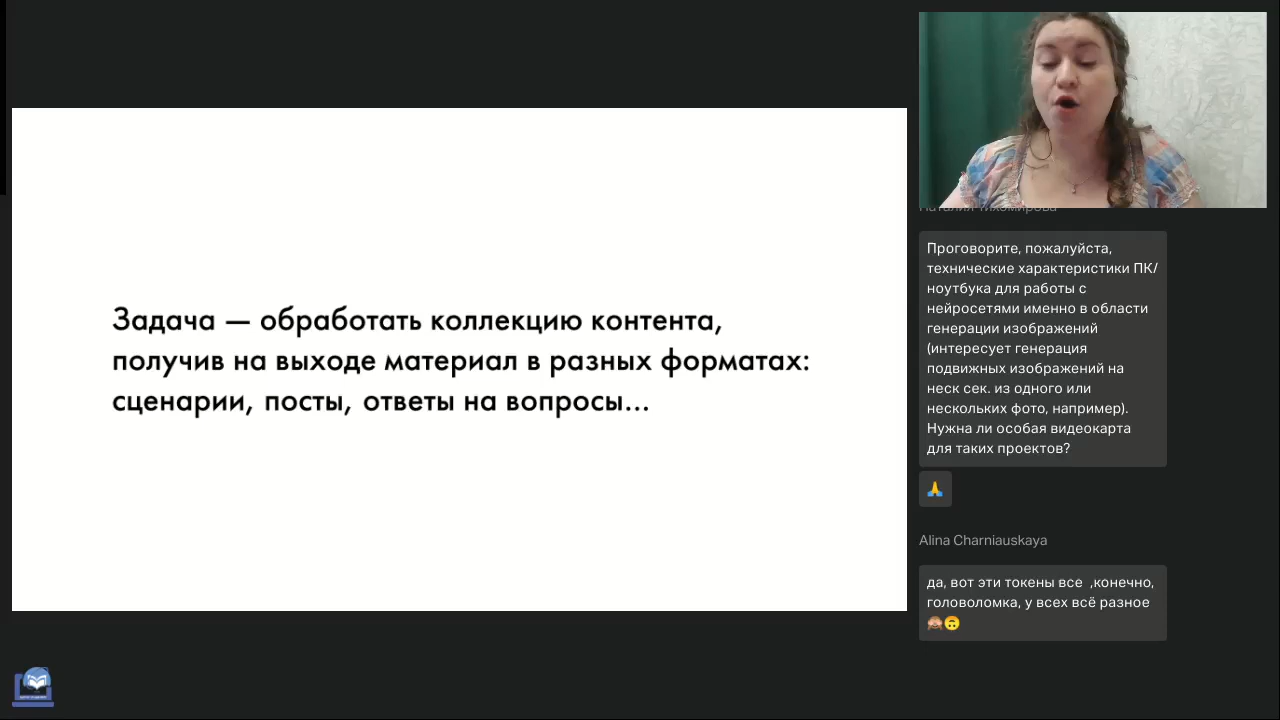 Задача — обработать коллекцию контента,
получив на выходе материал в разных форматах:
сценарии, посты, ответы на вопросы...
Наталия Тихомирова
Проговорите, пожалуйста,
технические характеристики ПК/
ноутбука для работы с
нейросетями именно в области
генерации изображений
(интересует генерация
подвижных изображений на
неск сек. из одного или
нескольких фото, например).
Нужна ли особая видеокарта
для таких проектов?
🙏
Alina Charniauskaya
да, вот эти токены все  ,конечно,
головоломка, у всех всё разное
🙈🙃